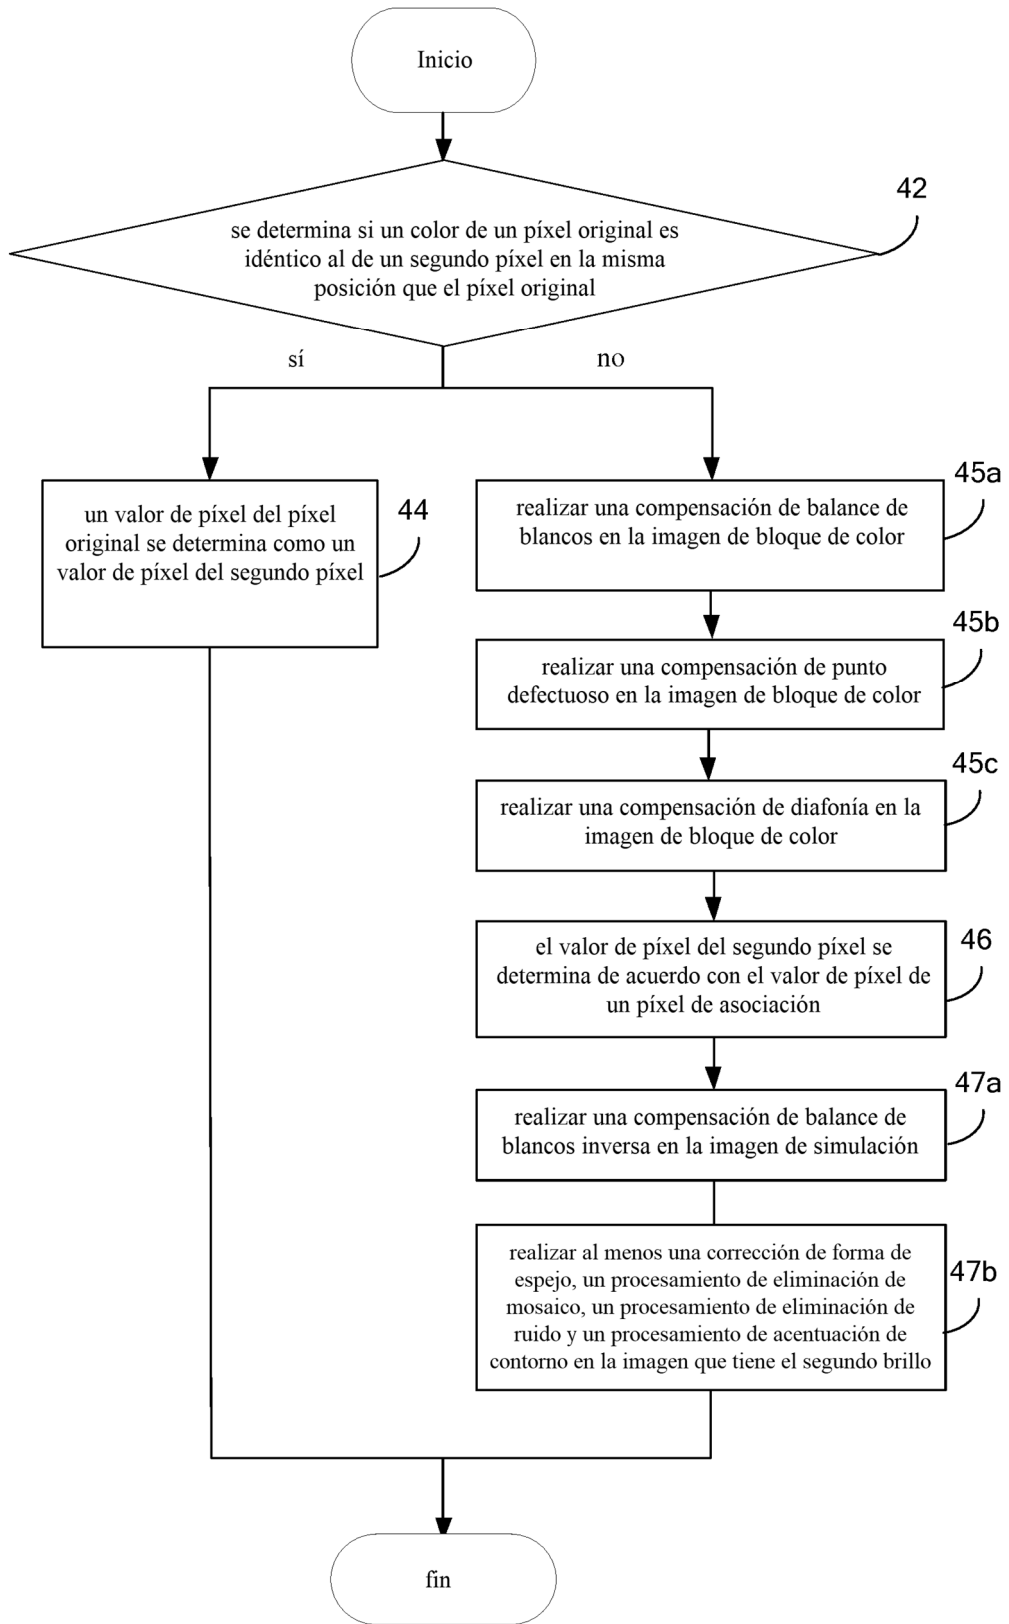 Inicio
42
se determina si un color de un píxel original es
idéntico al de un segundo píxel en la misma
posición que el píxel original
sí
no
44
un valor de píxel del píxel
original se determina como un
valor de píxel del segundo píxel
45a
realizar una compensación de balance de
blancos en la imagen de bloque de color
45b
realizar una compensación de punto
defectuoso en la imagen de bloque de color
45c
realizar una compensación de diafonía en la
imagen de bloque de color
46
el valor de píxel del segundo píxel se
determina de acuerdo con el valor de píxel de
un píxel de asociación
47a
realizar una compensación de balance de
blancos inversa en la imagen de simulación
47b
realizar al menos una corrección de forma de
espejo, un procesamiento de eliminación de
mosaico, un procesamiento de eliminación de
ruido y un procesamiento de acentuación de
contorno en la imagen que tiene el segundo brillo
fin